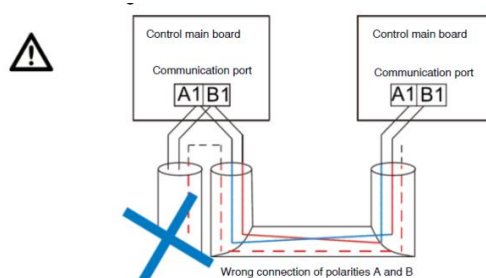 Control main board
Control main board
Communication port
Communication port
A1 B1
A1 B1
Wrong connection of polarities A and B